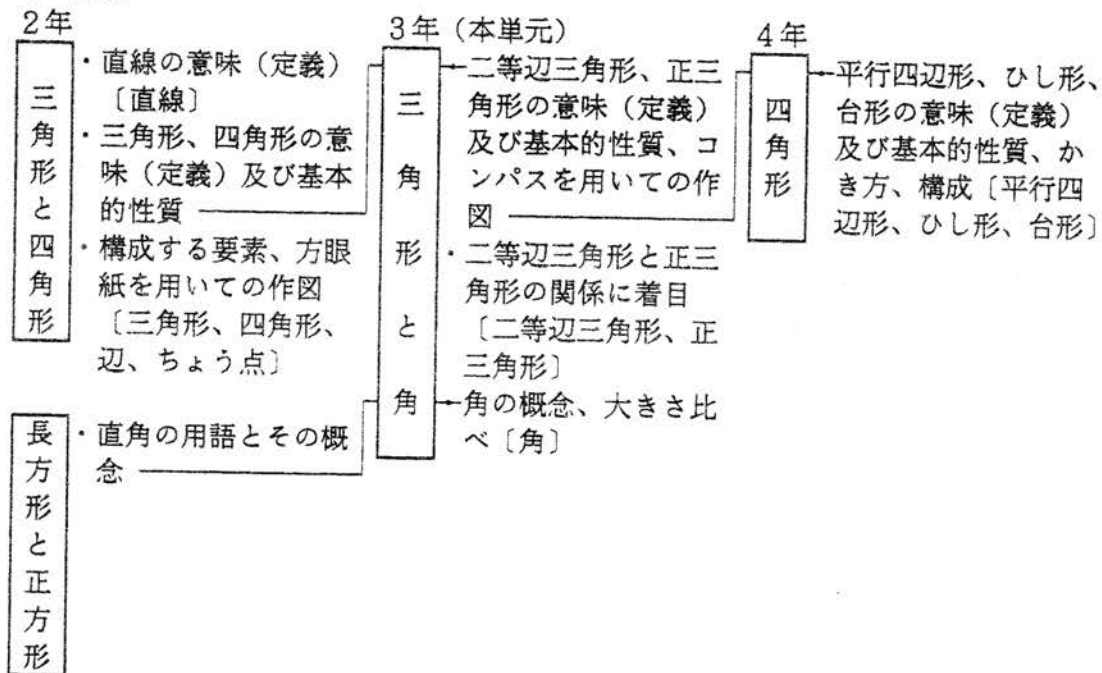 2年
三角形と四角形
・直線の意味（定義）
〔直線〕
・三角形、四角形の意
味（定義）及び基本
的性質
・構成する要素、方眼
紙を用いての作図
〔三角形、四角形、
辺、ちょう点〕
長方形と正方形
・直角の用語とその概
念
3年（本単元）
三角形と角
二等辺三角形、正三
角形の意味（定義）
及び基本的性質、コ
ンパスを用いての作
図
・二等辺三角形と正三
角形の関係に着目
〔二等辺三角形、正
三角形〕
角の概念、大きさ比
べ〔角〕
4年
四角形
平行四辺形、ひし形、
台形の意味（定義）
及び基本的性質、か
き方、構成〔平行四
辺形、ひし形、台形〕